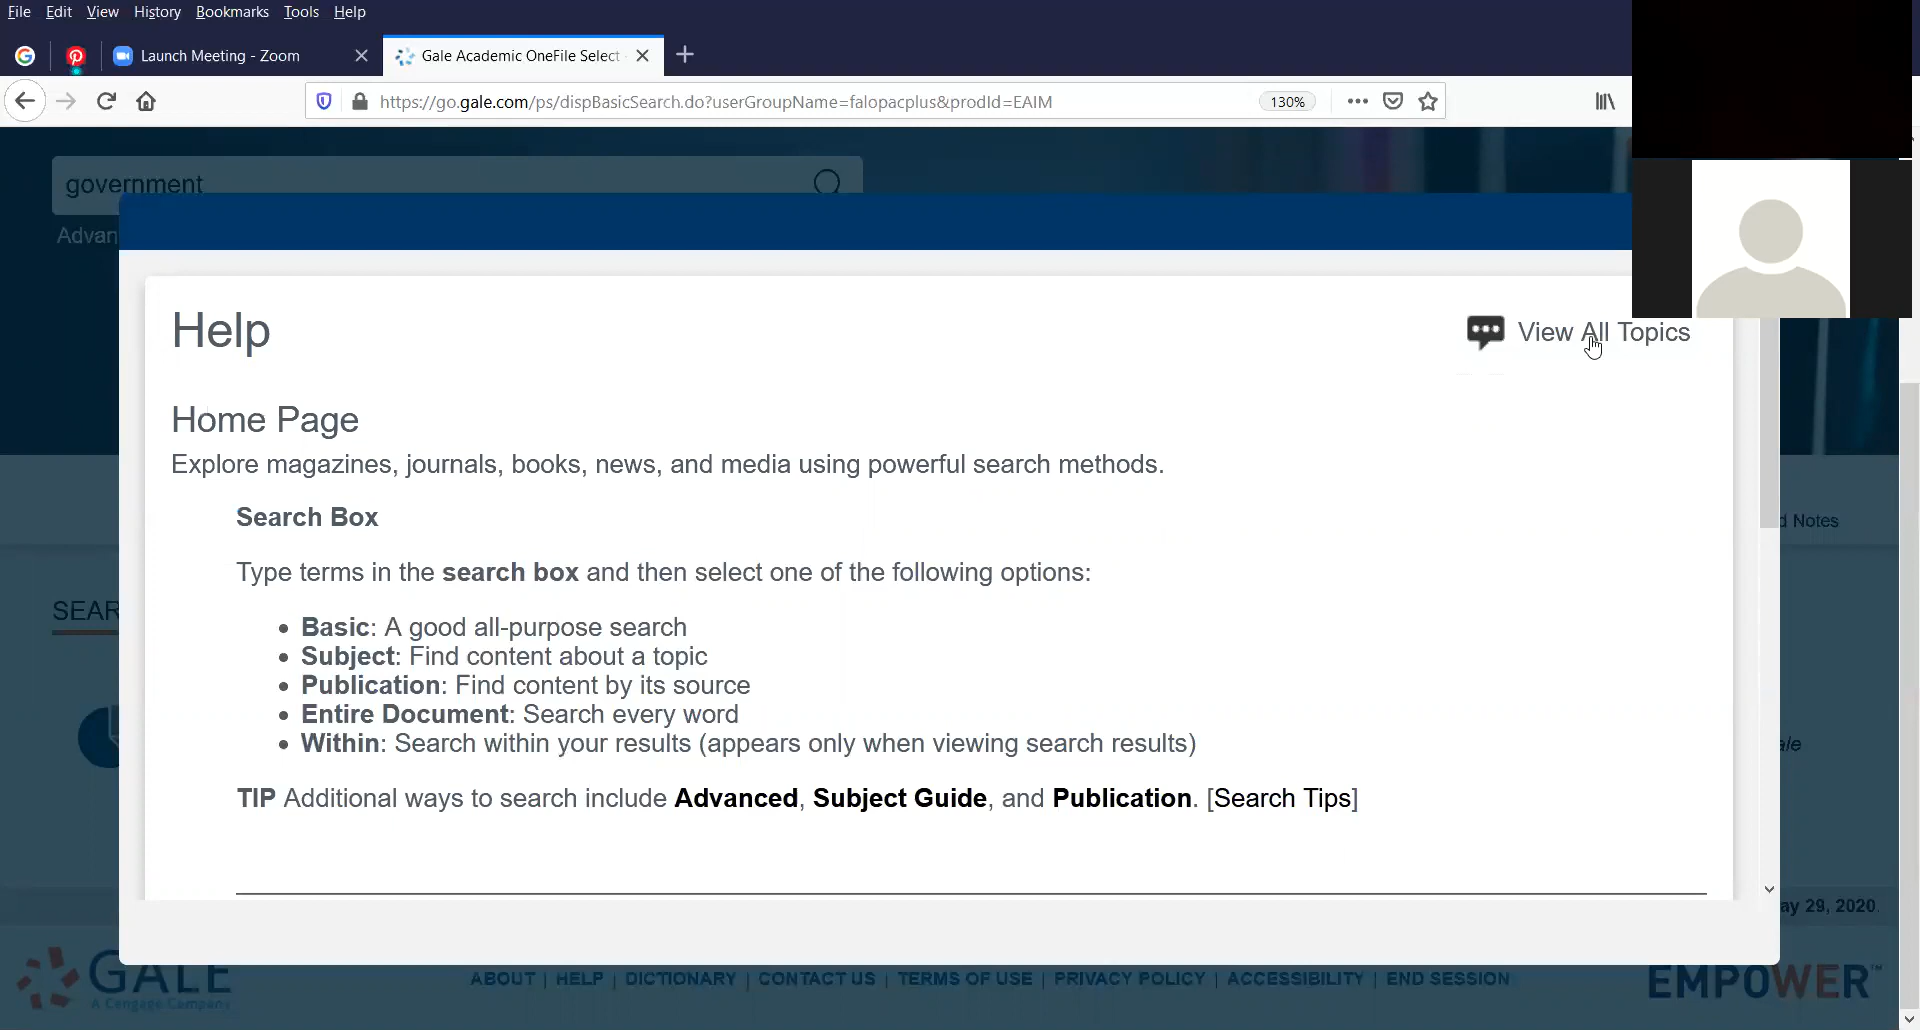 File Edit View History Bookmarks Tools Help
Launch Meeting - Zoom
Gale Academic OneFile Select
https://go.gale.com/ps/dispBasicSearch.do?userGroupName=falopacplus&prodId=EAIM
130%
government
Advan
Help
View All Topics
Home Page
Explore magazines, journals, books, news, and media using powerful search methods.
Search Box
d Notes
Type terms in the search box and then select one of the following options:
SEAR
• Basic: A good all-purpose search
• Subject: Find content about a topic
• Publication: Find content by its source
• Entire Document: Search every word
• Within: Search within your results (appears only when viewing search results)
ale
TIP Additional ways to search include Advanced, Subject Guide, and Publication. [Search Tips]
ay 29, 2020.
GALE
A Cengage Company
ABOUT | HELP | DICTIONARY | CONTACT US | TERMS OF USE | PRIVACY POLICY | ACCESSIBILITY | END SESSION
EMPOWER™